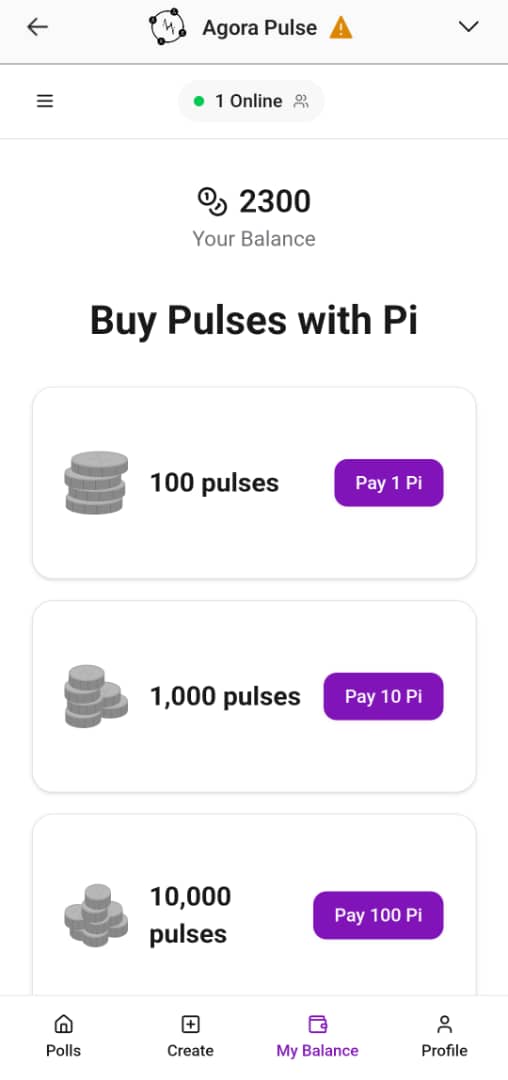 Agora Pulse
1 Online
2300
Your Balance
Buy Pulses with Pi
100 pulses
Pay 1 Pi
1,000 pulses
Pay 10 Pi
10,000
pulses
Pay 100 Pi
Polls
Create
My Balance
Profile